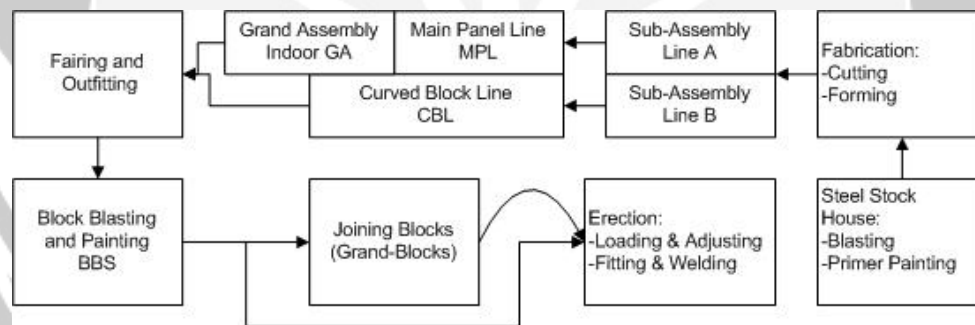 Fairing and
Outfitting
Grand Assembly
Indoor GA
Main Panel Line
MPL
Curved Block Line
CBL
Sub-Assembly
Line A
Sub-Assembly
Line B
Fabrication:
-Cutting
-Forming
Block Blasting
and Painting
BBS
Joining Blocks
(Grand-Blocks)
Erection:
-Loading & Adjusting
-Fitting & Welding
Steel Stock
House:
-Blasting
-Primer Painting